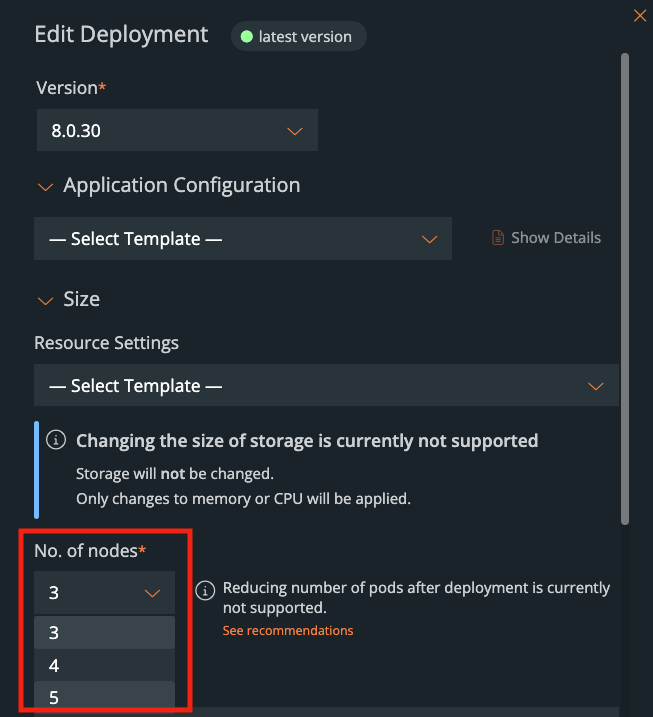 Edit Deployment
latest version
Version*
8.0.30
Application Configuration
— Select Template —
Show Details
Size
Resource Settings
— Select Template —
Changing the size of storage is currently not supported
Storage will not be changed.
Only changes to memory or CPU will be applied.
No. of nodes*
3
Reducing number of pods after deployment is currently
not supported.
See recommendations
3
4
5